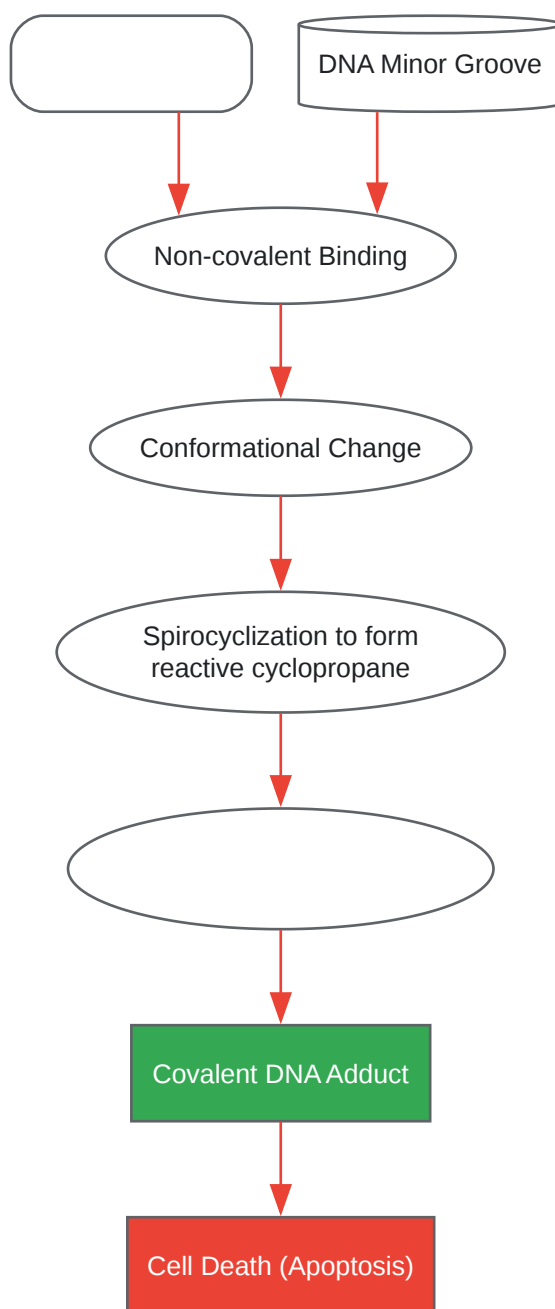 DNA Minor Groove
Non-covalent Binding
Conformational Change
Spirocyclization to form
reactive cyclopropane
Covalent DNA Adduct
Cell Death (Apoptosis)